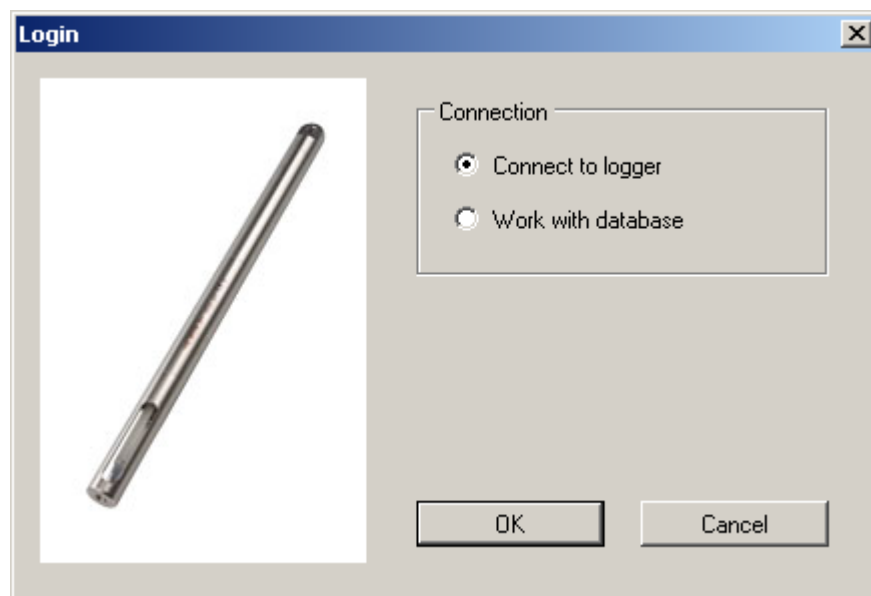 Login
Connection
Connect to logger
Work with database
OK
Cancel